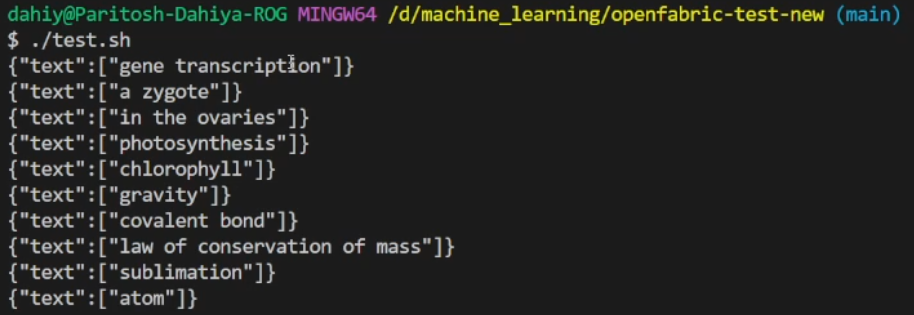 dahiy@Paritosh-Dahiya-ROG MINGW64 /d/machine_learning/openfabric-test-new (main)
$ ./test.sh
{"text":["gene transcription"]}
{"text":["a zygote"]}
{"text":["in the ovaries"]}
{"text":["photosynthesis"]}
{"text":["chlorophyll"]}
{"text":["gravity"]}
{"text":["covalent bond"]}
{"text":["law of conservation of mass"]}
{"text":["sublimation"]}
{"text":["atom"]}